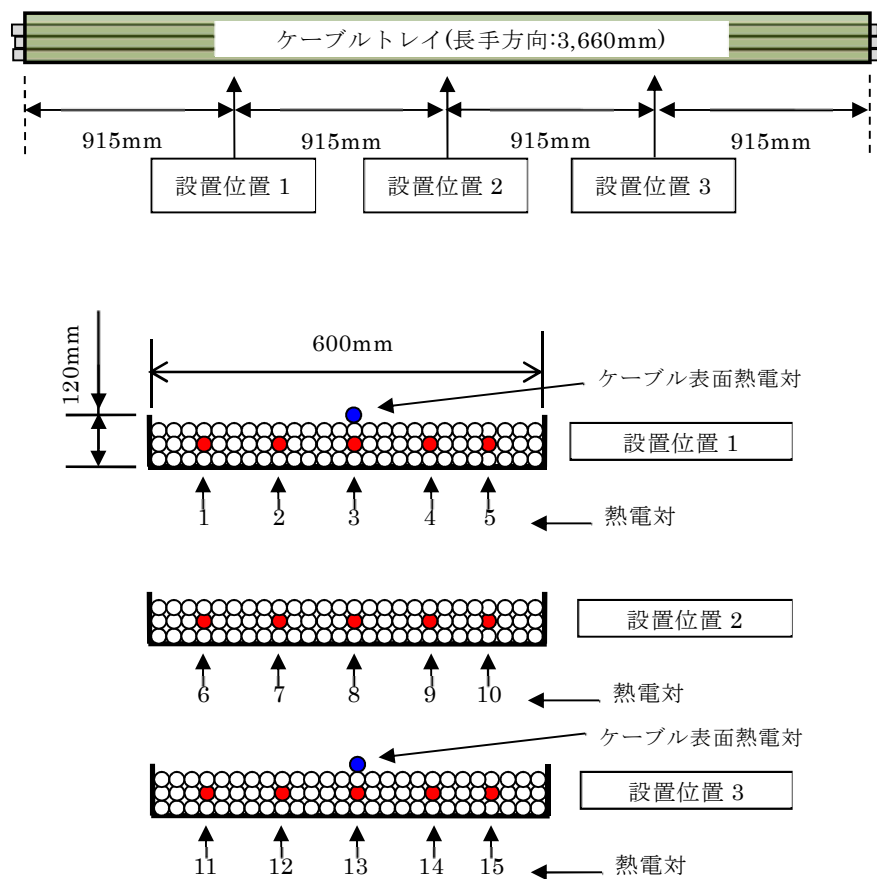 ケーブルトレイ(長手方向:3,660mm)
915mm 915mm 915mm 915mm
設置位置 1 設置位置 2 設置位置 3
600mm
120mm
ケーブル表面熱電対
設置位置 1
1 2 3 4 5
熱電対
設置位置 2
6 7 8 9 10
熱電対
ケーブル表面熱電対
設置位置 3
11 12 13 14 15
熱電対